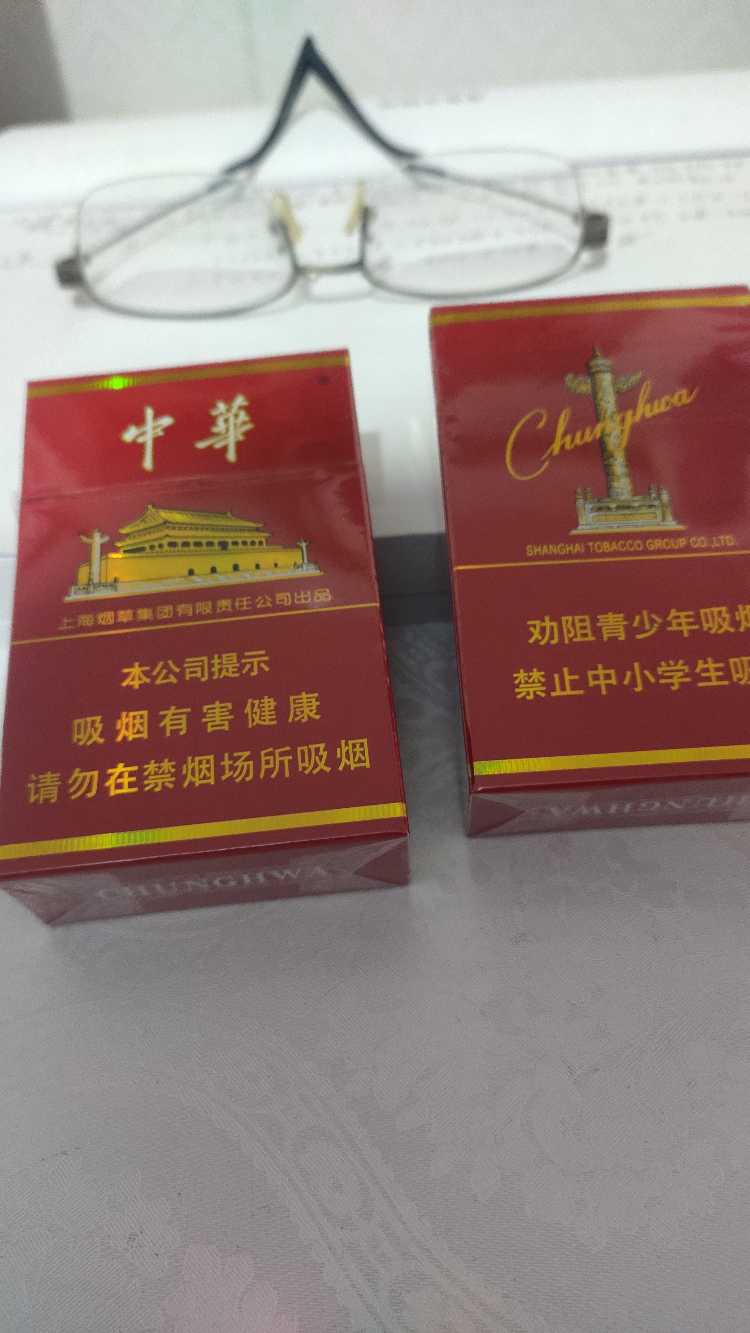 中華
上海烟草集团有限责任公司出品
本公司提示
吸烟有害健康
请勿在禁烟场所吸烟
CHUNGHWA
Chunghwa
SHANGHAI TOBACCO GROUP CO.,LTD.
劝阻青少年吸烟
禁止中小学生吸